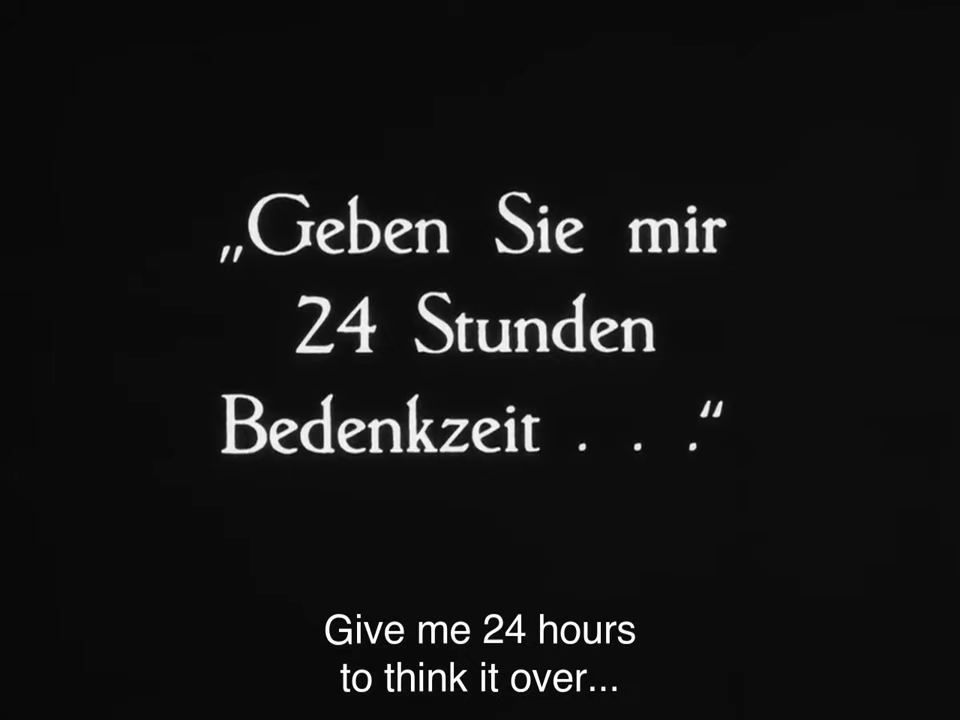 „Geben Sie mir
24 Stunden
Bedenkzeit . . .“
Give me 24 hours
to think it over...